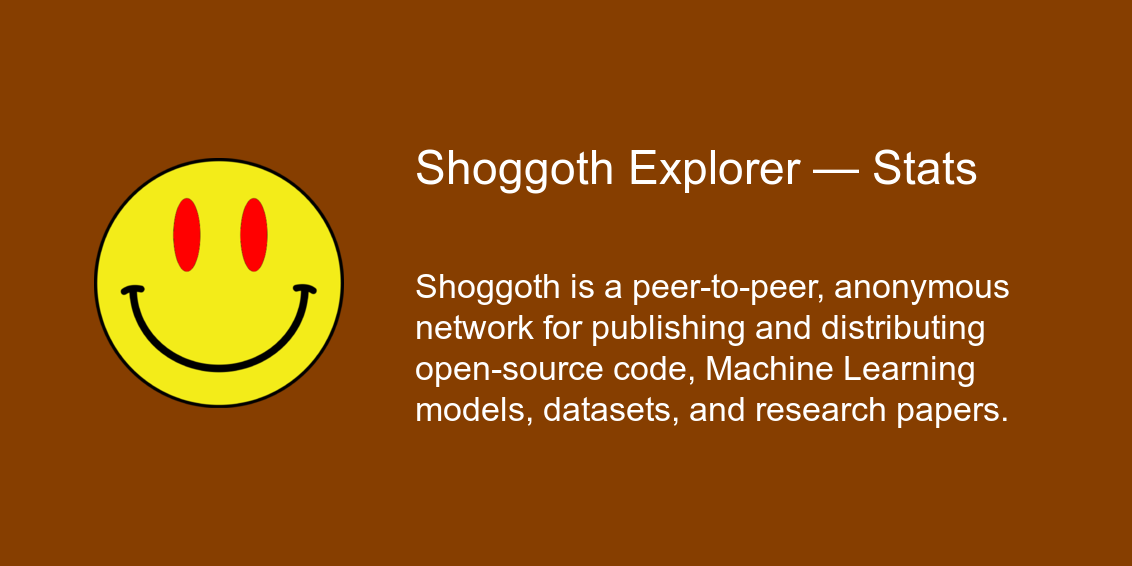 Shoggoth Explorer — Stats
Shoggoth is a peer-to-peer, anonymous
network for publishing and distributing
open-source code, Machine Learning
models, datasets, and research papers.